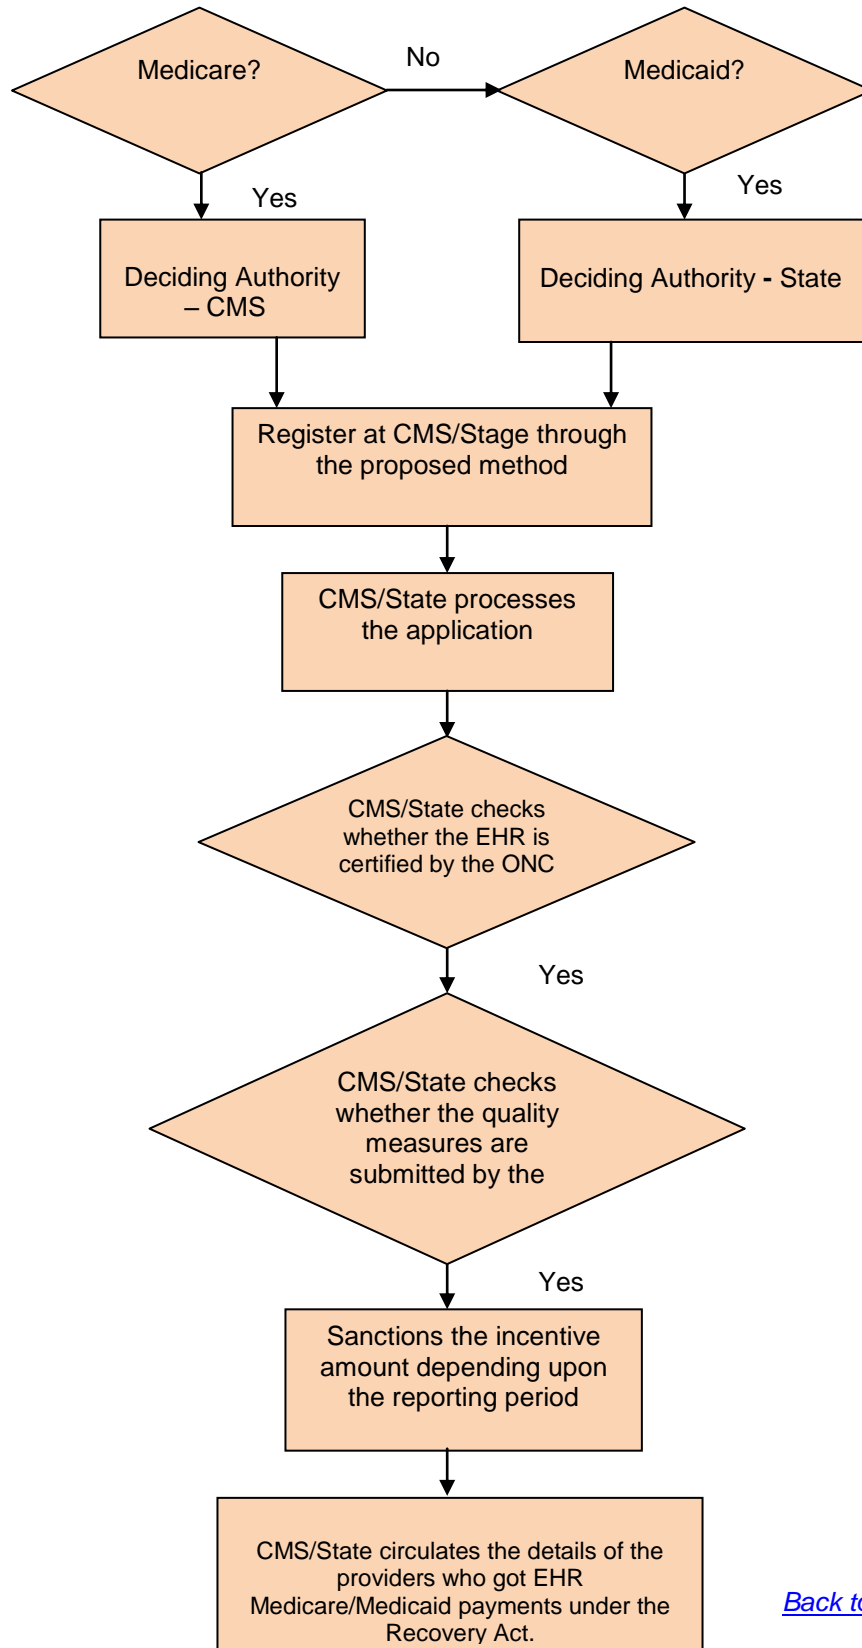 Medicare?
No
Medicaid?
Yes
Yes
Deciding Authority
– CMS
Deciding Authority - State
Register at CMS/Stage through
the proposed method
CMS/State processes
the application
CMS/State checks
whether the EHR is
certified by the ONC
Yes
CMS/State checks
whether the quality
measures are
submitted by the
Yes
Sanctions the incentive
amount depending upon
the reporting period
CMS/State circulates the details of the
providers who got EHR
Medicare/Medicaid payments under the
Recovery Act.
Back to